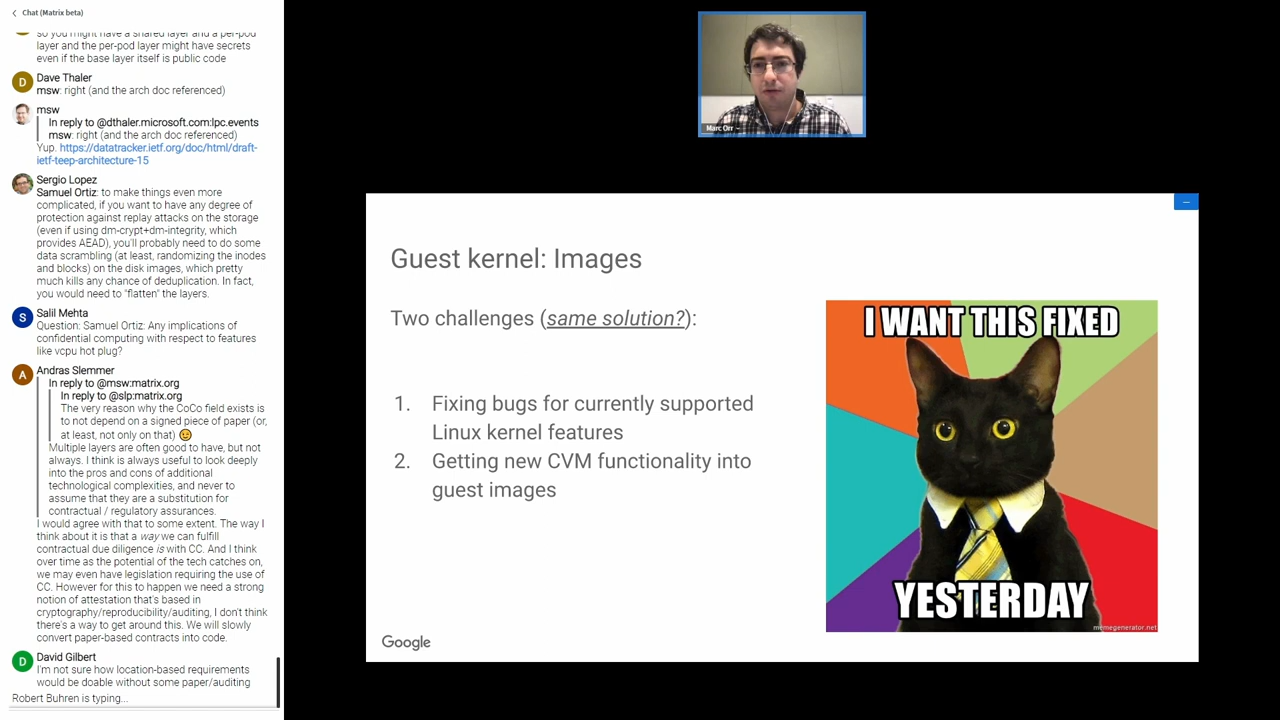 Chat (Matrix beta)
so you might have a shared layer and a per-pod
layer and the per-pod layer might have secrets
even if the base layer itself is public code
D
Dave Thaler
msw: right (and the arch doc referenced)
msw
In reply to @dthaler.microsoft.com:lpc.events
msw: right (and the arch doc referenced)
Yup. https://datatracker.ietf.org/doc/html/draft-
ietf-teep-architecture-15
Sergio Lopez
Samuel Ortiz: to make things even more
complicated, if you want to have any degree of
protection against replay attacks on the storage
(even if using dm-crypt+dm-integrity, which
provides AEAD), you'll probably need to do some
data scrambling (at least, randomizing the inodes
and blocks) on the disk images, which pretty
much kills any chance of deduplication. In fact,
you would need to "flatten" the layers.
S
Salil Mehta
Question: Samuel Ortiz: Any implications of
confidential computing with respect to features
like vcpu hot plug?
A
Andras Slemmer
In reply to @msw:matrix.org
In reply to @slp:matrix.org
The very reason why the CoCo field exists is
to not depend on a signed piece of paper (or,
at least, not only on that) 😉
Multiple layers are often good to have, but not
always. I think is always useful to look deeply
into the pros and cons of additional
technological complexities, and never to
assume that they are a substitution for
contractual / regulatory assurances.
I would agree with that to some extent. The way I
think about it is that a way we can fulfill
contractual due diligence is with CC. And I think
over time as the potential of the tech catches on,
we may even have legislation requiring the use of
CC. However for this to happen we need a strong
notion of attestation that's based in
cryptography/reproducibility/auditing, I don't think
there's a way to get around this. We will slowly
convert paper-based contracts into code.
D
David Gilbert
I'm not sure how location-based requirements
would be doable without some paper/auditing
Robert Buhren is typing...
Marc Orr
Guest kernel: Images
Two challenges (same solution?):
1. Fixing bugs for currently supported
Linux kernel features
2. Getting new CVM functionality into
guest images
I WANT THIS FIXED
YESTERDAY
memegenerator.net
Google